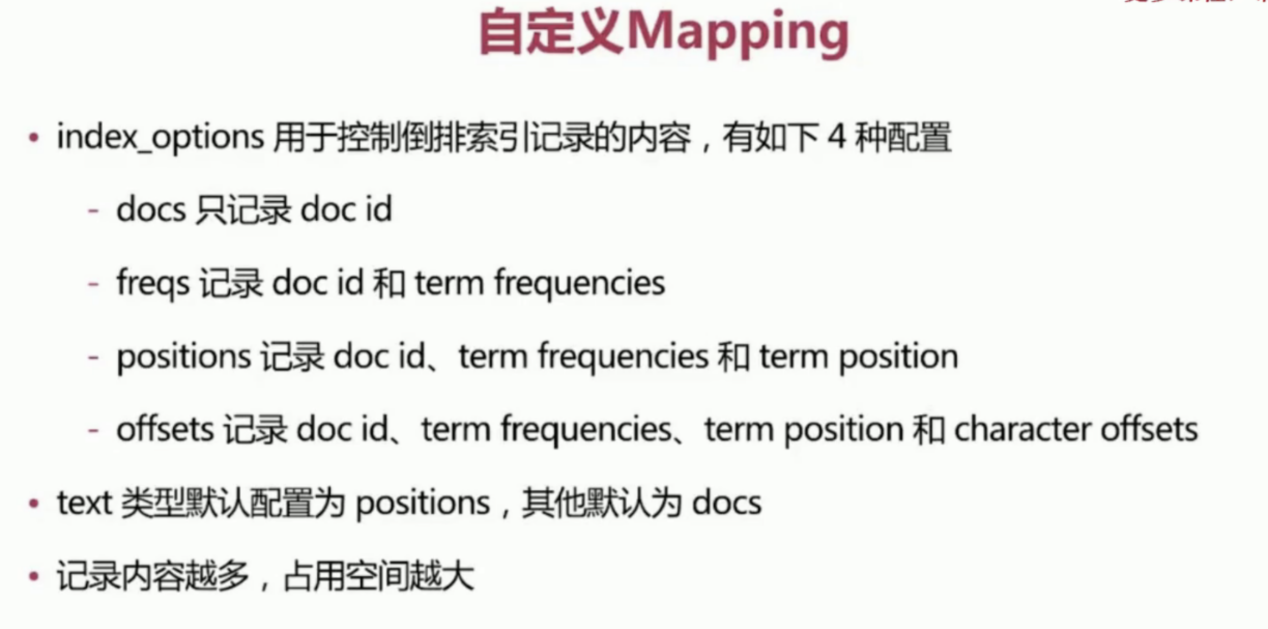 自定义Mapping
• index_options 用于控制倒排索引记录的内容，有如下 4 种配置
- docs 只记录 doc id
- freqs 记录 doc id 和 term frequencies
- positions 记录 doc id、term frequencies 和 term position
- offsets 记录 doc id、term frequencies、term position 和 character offsets
• text 类型默认配置为 positions，其他默认为 docs
• 记录内容越多，占用空间越大